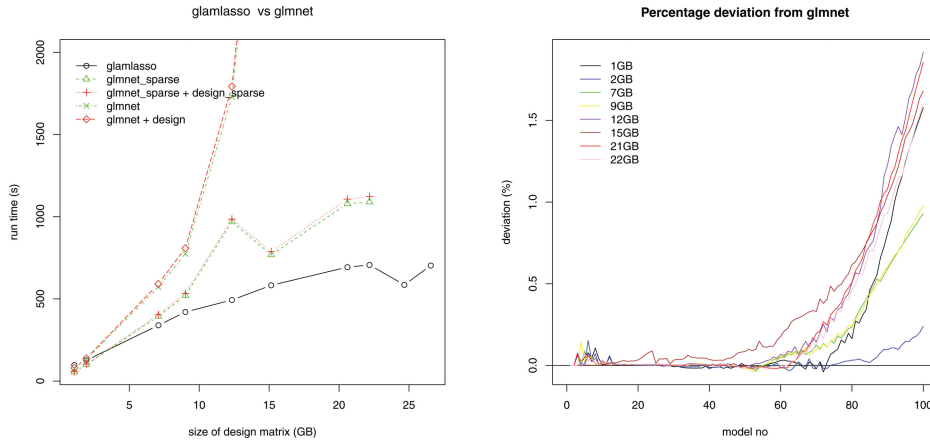 glamlasso vs glmnet
2000
1500
1000
500
0
run time (s)
glamlasso
glmnet_sparse
glmnet_sparse + design_sparse
glmnet
glmnet + design
5
10
15
20
25
size of design matrix (GB)
Percentage deviation from glmnet
1.5
1.0
0.5
0.0
deviation (%)
1GB
2GB
7GB
9GB
12GB
15GB
21GB
22GB
0
20
40
60
80
100
model no